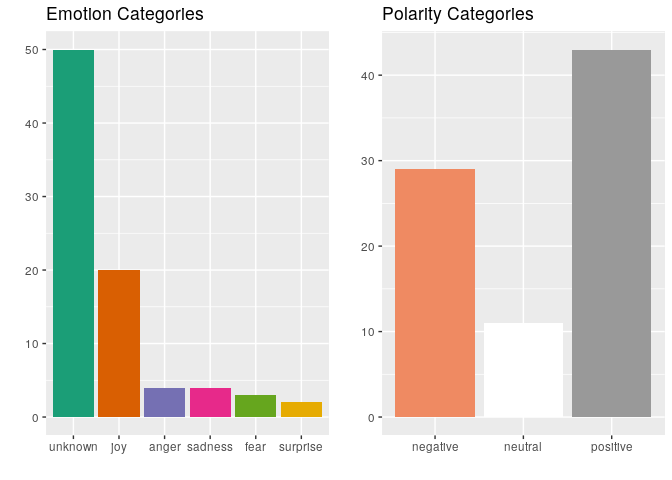 Emotion Categories
50
40
30
20
10
0
unknown joy anger sadness fear surprise
Polarity Categories
40
30
20
10
0
negative neutral positive